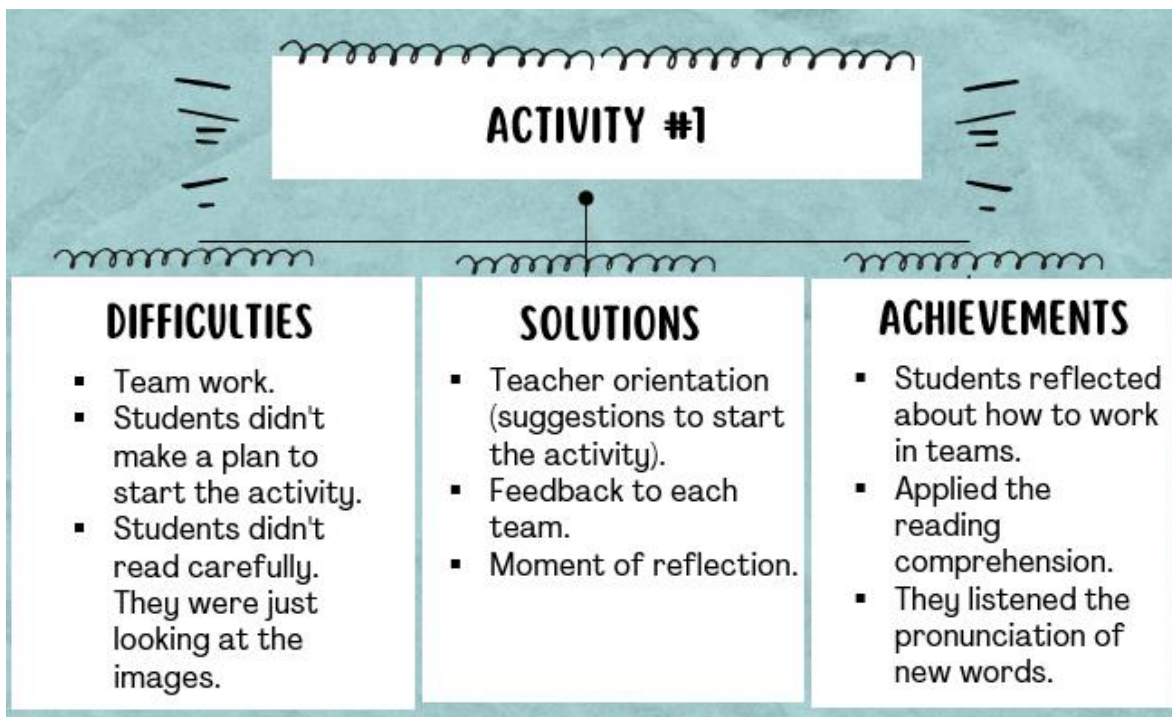 ACTIVITY #1
DIFFICULTIES
▪ Team work.
▪ Students didn't
make a plan to
start the activity.
▪ Students didn't
read carefully.
They were just
looking at the
images.
SOLUTIONS
▪ Teacher orientation
(suggestions to start
the activity).
▪ Feedback to each
team.
▪ Moment of reflection.
ACHIEVEMENTS
▪ Students reflected
about how to work
in teams.
▪ Applied the
reading
comprehension.
▪ They listened the
pronunciation of
new words.